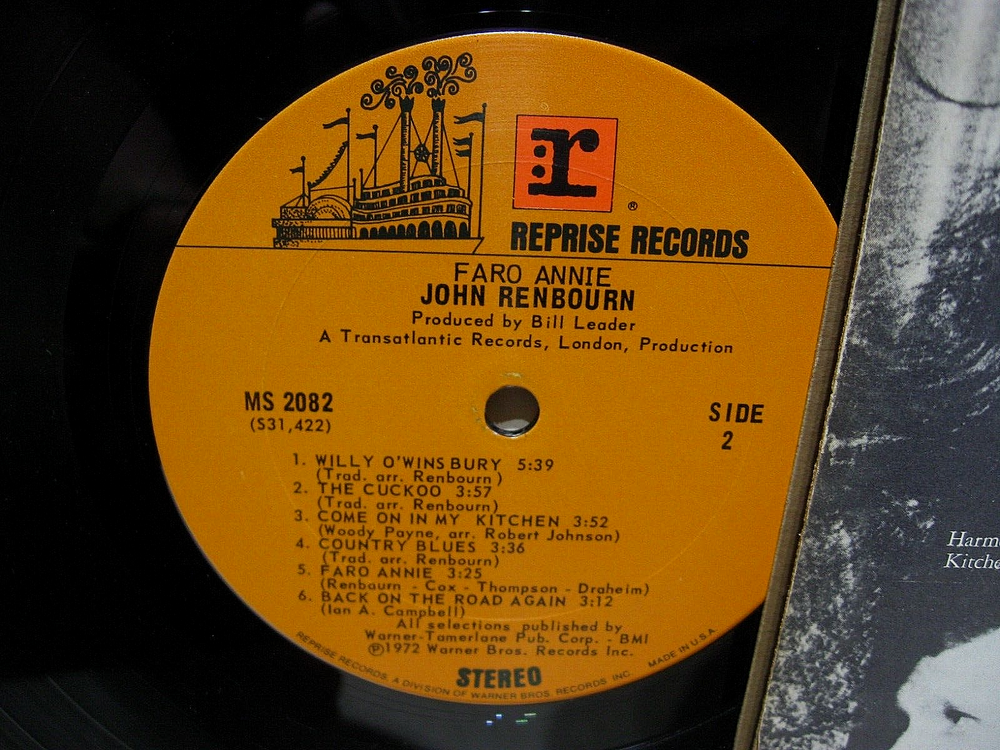 r
®
REPRISE RECORDS
FARO ANNIE
JOHN RENBOURN
Produced by Bill Leader
A Transatlantic Records, London, Production
MS 2082
(S31,422)
SIDE
2
1. WILLY O'WINSBURY 5:39
(Trad. arr. Renbourn)
2. THE CUCKOO 3:57
(Trad. arr. Renbourn)
3. COME ON IN MY KITCHEN 3:52
(Woody Payne, arr. Robert Johnson)
4. COUNTRY BLUES 3:36
(Trad. arr. Renbourn)
5. FARO ANNIE 3:25
(Renbourn - Cox - Thompson - Draheim)
6. BACK ON THE ROAD AGAIN 3:12
(Ian A. Campbell)
All selections published by
Warner-Tamerlane Pub. Corp. - BMI
℗1972 Warner Bros. Records Inc.
STEREO
REPRISE RECORDS, A DIVISION OF WARNER BROS. RECORDS INC. MADE IN U.S.A.
Harm
Kitche